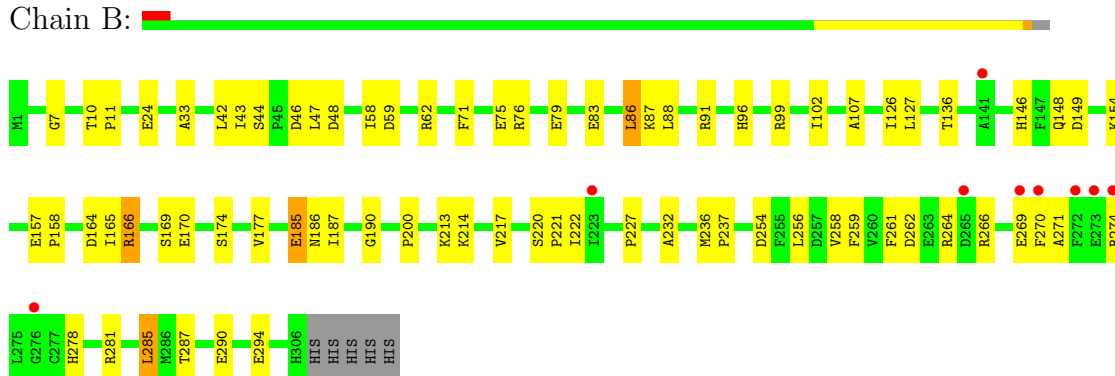 Chain B:
M1 G7 T10 P11 E24 A33 L42 I43 S44 P45 D46 L47 D48 I58 D59 R62 F71 E75 R76 E79 E83 L86 K87 L88 R91 H96 R99 I102 A107 I126 L127 T136 A141 H146 F147 Q148 D149 K154
E157 P158 D164 I165 R166 S169 E170 S174 V177 E185 N186 I187 G190 P200 K213 K214 V217 S220 P221 I222 I223 P227 A232 M236 P237 D254 F255 L256 D257 V258 F259 V260 F261 D262 E263 R264 D265 R266 E269 F270 A271 F272 E273 R274
L275 G276 C277 H278 R281 L285 M286 T287 E290 E294 H306 HIS HIS HIS HIS HIS